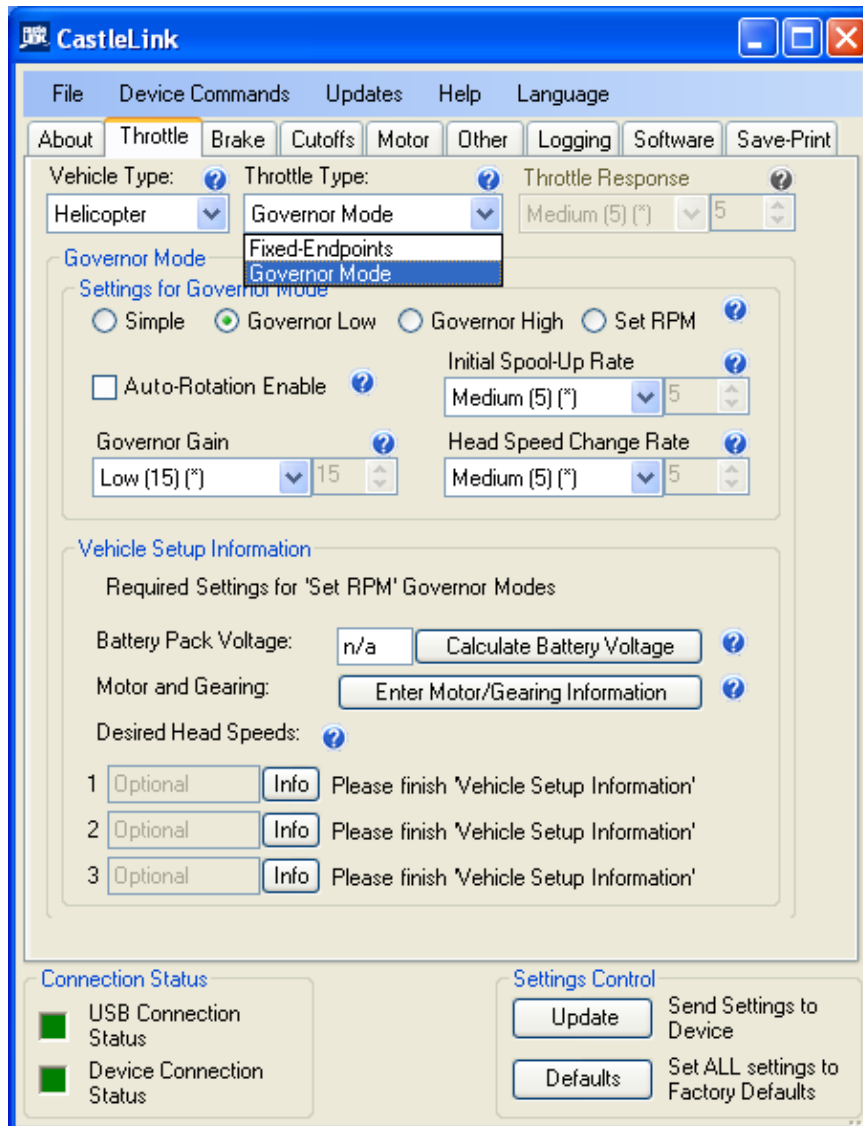 CastleLink
File Device Commands Updates Help Language
About Throttle Brake Cutoffs Motor Other Logging Software Save-Print
Vehicle Type: Throttle Type: Throttle Response
Helicopter Governor Mode Medium (5) (*) 5
Fixed-Endpoints
Governor Mode
Governor Mode
Settings for Governor Mode
Simple Governor Low Governor High Set RPM
Initial Spool-Up Rate
Auto-Rotation Enable
Medium (5) (*) 5
Governor Gain Head Speed Change Rate
Low (15) (*) 15 Medium (5) (*) 5
Vehicle Setup Information
Required Settings for 'Set RPM' Governor Modes
Battery Pack Voltage: n/a Calculate Battery Voltage
Motor and Gearing: Enter Motor/Gearing Information
Desired Head Speeds:
1 Optional Info Please finish 'Vehicle Setup Information'
2 Optional Info Please finish 'Vehicle Setup Information'
3 Optional Info Please finish 'Vehicle Setup Information'
Connection Status
USB Connection
Status
Device Connection
Status
Settings Control
Update Send Settings to
Device
Defaults Set ALL settings to
Factory Defaults